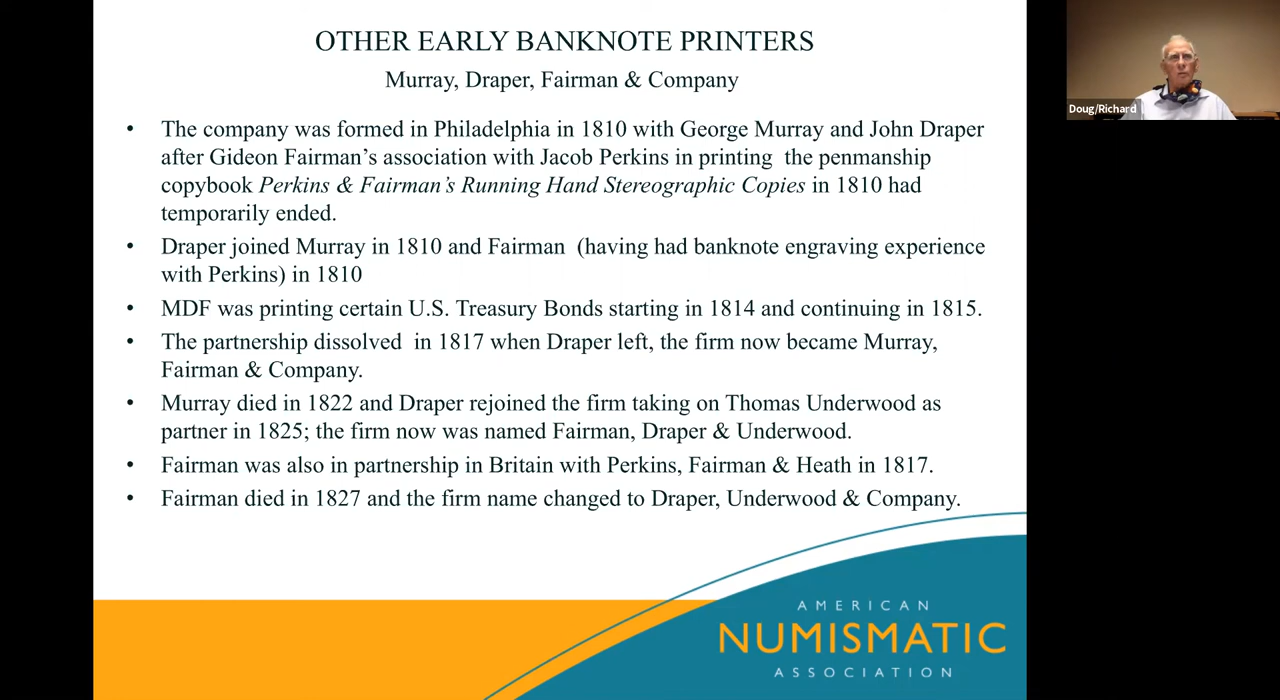 OTHER EARLY BANKNOTE PRINTERS
Murray, Draper, Fairman & Company
• The company was formed in Philadelphia in 1810 with George Murray and John Draper
after Gideon Fairman's association with Jacob Perkins in printing the penmanship
copybook Perkins & Fairman's Running Hand Stereographic Copies in 1810 had
temporarily ended.
• Draper joined Murray in 1810 and Fairman (having had banknote engraving experience
with Perkins) in 1810
• MDF was printing certain U.S. Treasury Bonds starting in 1814 and continuing in 1815.
• The partnership dissolved in 1817 when Draper left, the firm now became Murray,
Fairman & Company.
• Murray died in 1822 and Draper rejoined the firm taking on Thomas Underwood as
partner in 1825; the firm now was named Fairman, Draper & Underwood.
• Fairman was also in partnership in Britain with Perkins, Fairman & Heath in 1817.
• Fairman died in 1827 and the firm name changed to Draper, Underwood & Company.
AMERICAN
NUMISMATIC
ASSOCIATION
Doug/Richard